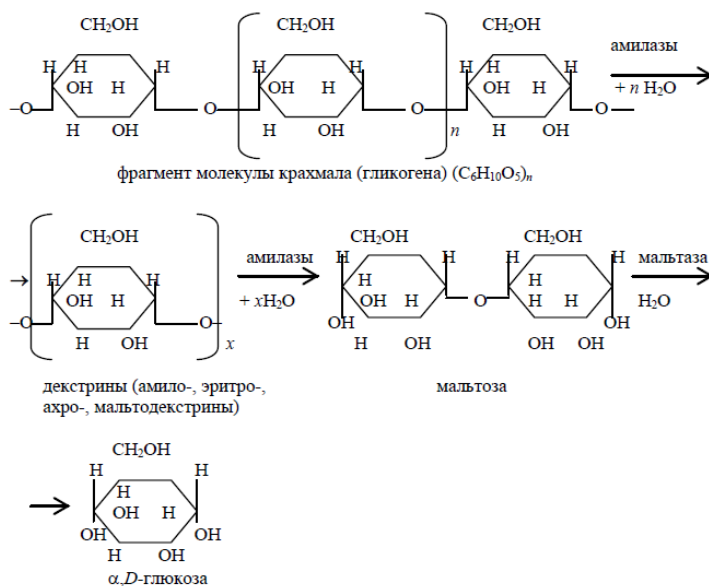 CH₂OH CH₂OH CH₂OH
H H H H H H H H H амилазы
OH H OH H OH H + n H₂O
–O O O O
H OH H OH H OH
n
фрагмент молекулы крахмала (гликогена) (C₆H₁₀O₅)ₙ
CH₂OH CH₂OH CH₂OH
→ H H H амилазы H H H H мальтаза
OH H + xH₂O H H
–O O– OH H O H H H₂O
H OH OH OH
x H OH OH OH
декстрины (амило-, эритро-, мальтоза
ахро-, мальтодекстрины)
CH₂OH
H H
H
OH H
OH OH
H OH
α,D-глюкоза